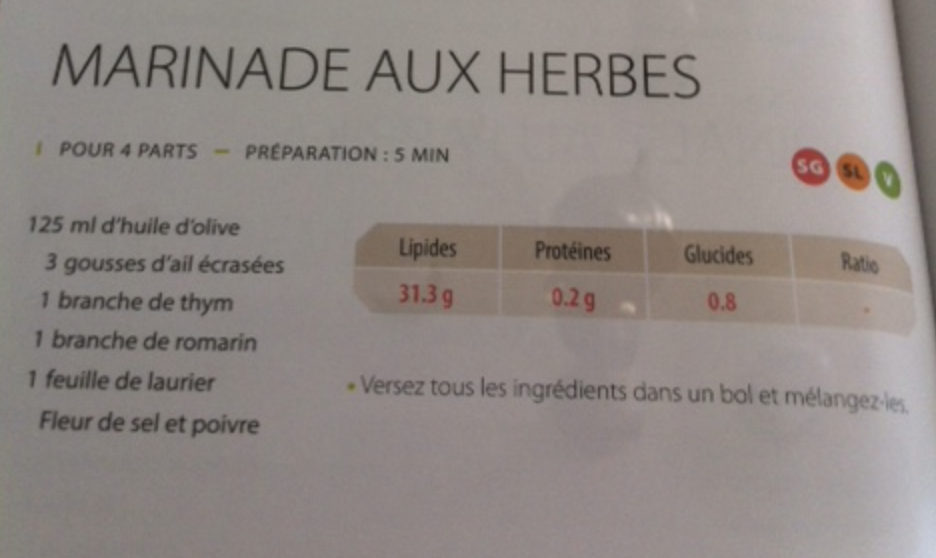 MARINADE AUX HERBES
I POUR 4 PARTS — PRÉPARATION : 5 MIN
SG SL V
125 ml d'huile d'olive
3 gousses d'ail écrasées
1 branche de thym
1 branche de romarin
1 feuille de laurier
Fleur de sel et poivre
Lipides Protéines Glucides Ratio
31.3 g 0.2 g 0.8 -
• Versez tous les ingrédients dans un bol et mélangez-les.